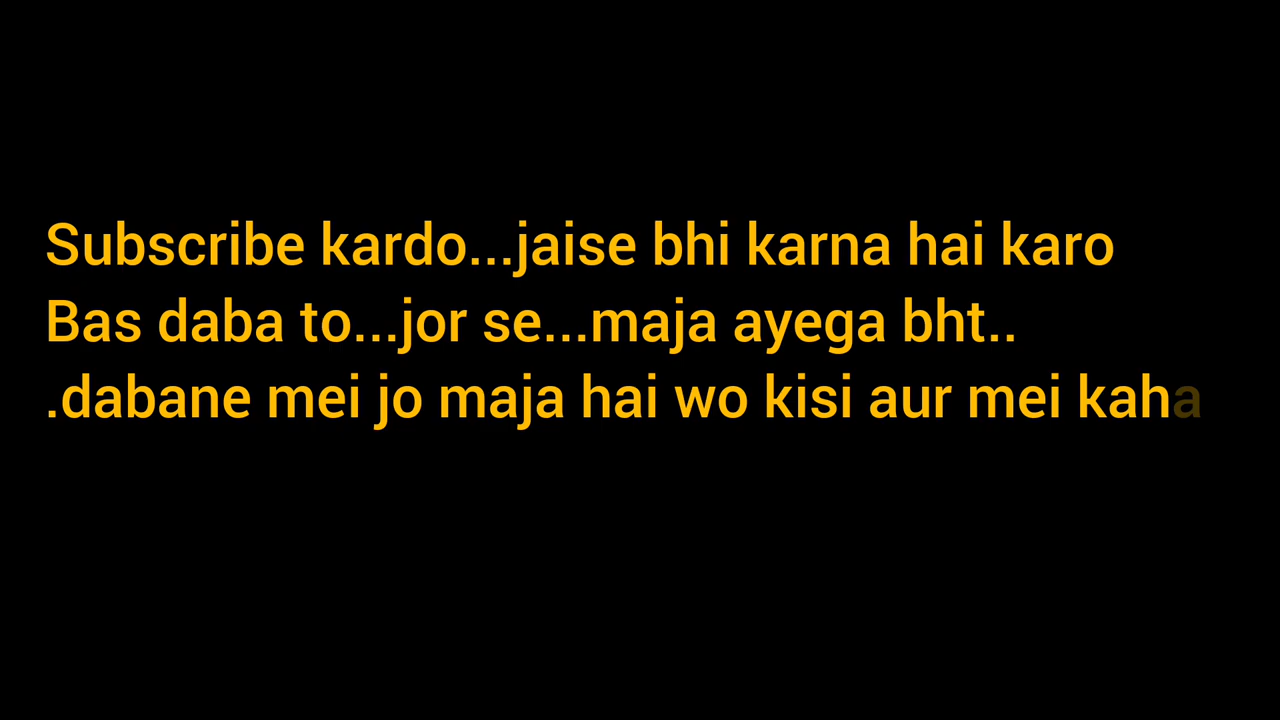 Subscribe kardo...jaise bhi karna hai karo
Bas daba to...jor se...maja ayega bht..
.dabane mei jo maja hai wo kisi aur mei kaha